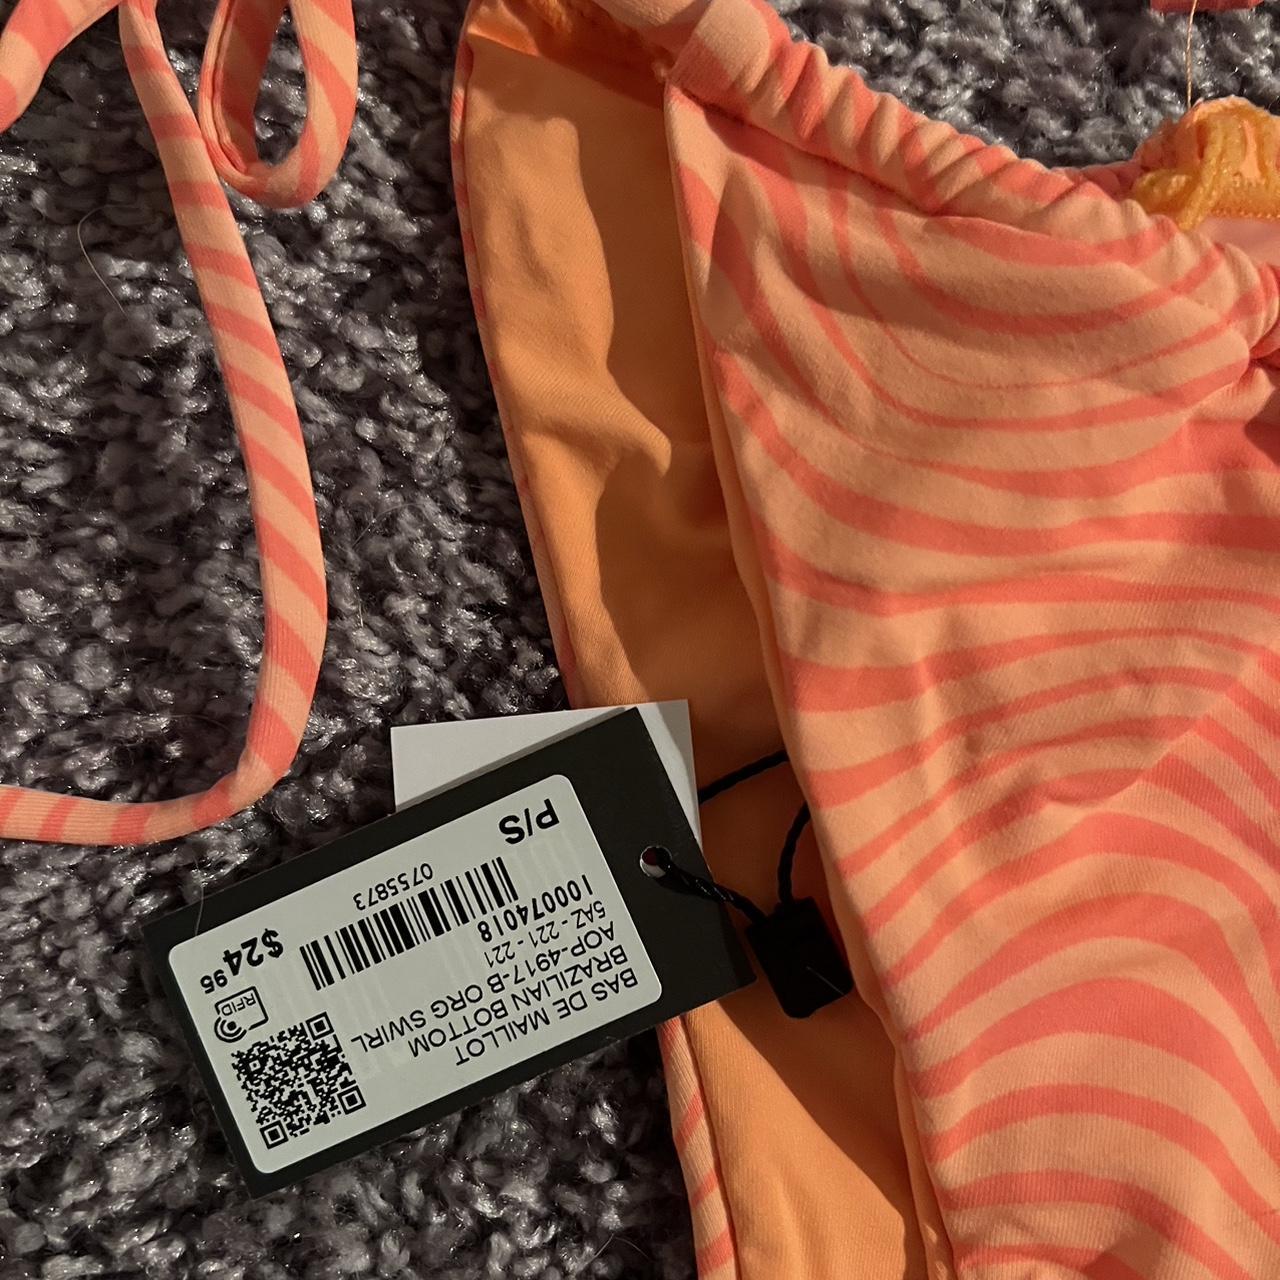 BAS DE MAILLOT
BRAZILIAN BOTTOM
AOP-4917-B ORG SWIRL
5AZ - 221 - 221
100074018
0755873
P/S
RFID
$24.95